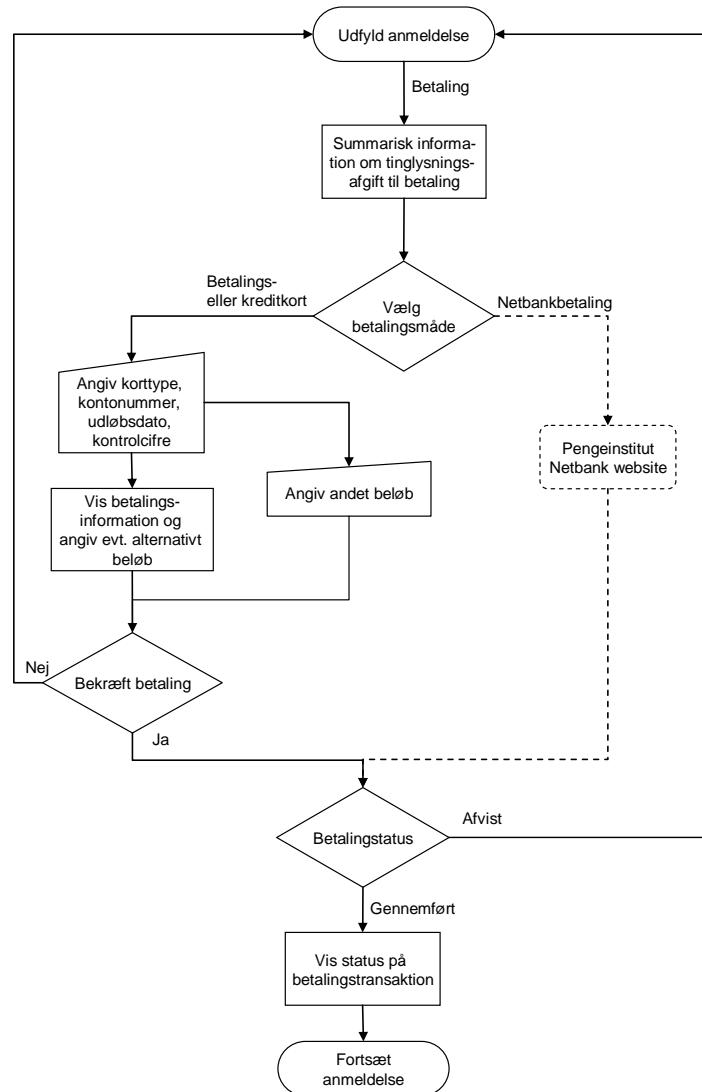 Udfyld anmeldelse
Betaling
Summarisk informa-
tion om tinglysnings-
afgift til betaling
Betalings-
eller kreditkort
Vælg
betalingsmåde
Netbankbetaling
Angiv korttype,
kontonummer,
udløbsdato,
kontrolcifre
Pengeinstitut
Netbank website
Angiv andet beløb
Vis betalings-
information og
angiv evt. alternativt
beløb
Nej
Bekræft betaling
Ja
Betalingstatus
Afvist
Gennemført
Vis status på
betalingstransaktion
Fortsæt
anmeldelse